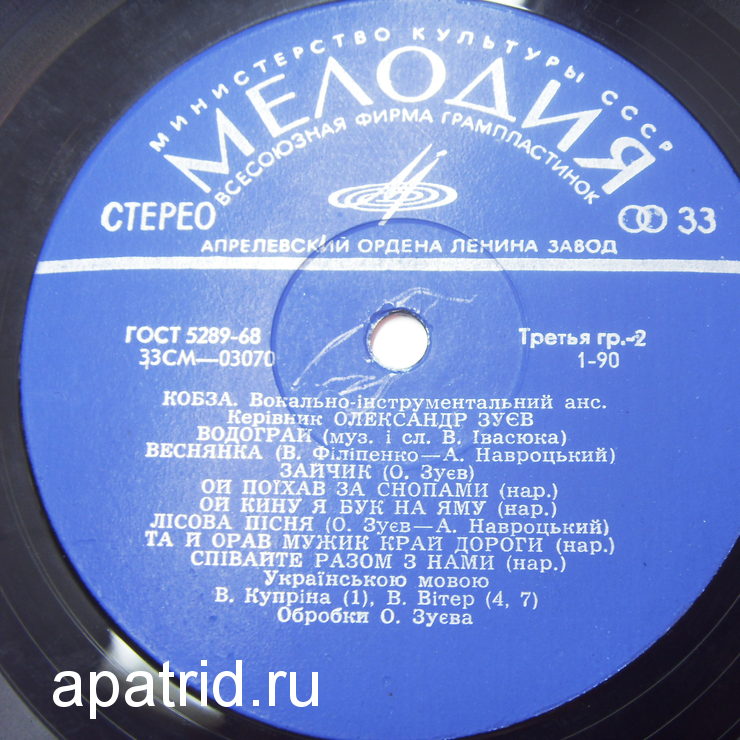 МИНИСТЕРСТВО КУЛЬТУРЫ СССР
МЕЛОДИЯ
ВСЕСОЮЗНАЯ ФИРМА ГРАМПЛАСТИНОК
СТЕРЕО 33
АПРЕЛЕВСКИЙ ОРДЕНА ЛЕНИНА ЗАВОД
ГОСТ 5289-68 Третья гр.-2
33СМ—03070 1-90
КОБЗА. Вокально-інструментальний анс.
Керівник ОЛЕКСАНДР ЗУЄВ
ВОДОГРАЙ (муз. і сл. В. Івасюка)
ВЕСНЯНКА (В. Філіпенко—А. Навроцький)
ЗАЙЧИК (О. Зуєв)
ОЙ ПОЇХАВ ЗА СНОПАМИ (нар.)
ОЙ КИНУ Я БУК НА ЯМУ (нар.)
ЛІСОВА ПІСНЯ (О. Зуєв—А. Навроцький)
ТА Й ОРАВ МУЖИК КРАЙ ДОРОГИ (нар.)
СПІВАЙТЕ РАЗОМ З НАМИ (нар.)
Українською мовою
В. Купріна (1), В. Вітер (4, 7)
Обробки О. Зуєва
apatrid.ru